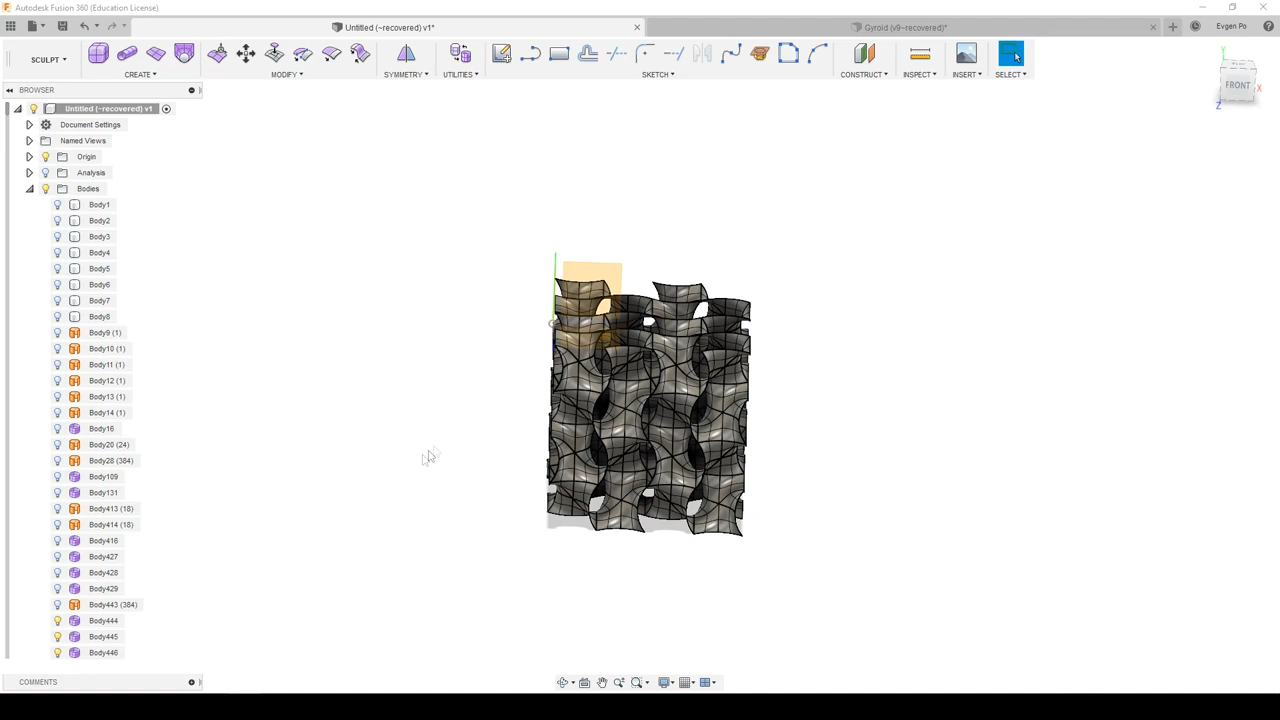 Autodesk Fusion 360 (Education License)
Untitled (~recovered) v1*
Gyroid (v9~recovered)*
Evgen Po
SCULPT
CREATE
MODIFY
SYMMETRY
UTILITIES
SKETCH
CONSTRUCT
INSPECT
INSERT
SELECT
BROWSER
Untitled (~recovered) v1
Document Settings
Named Views
Origin
Analysis
Bodies
Body1
Body2
Body3
Body4
Body5
Body6
Body7
Body8
Body9 (1)
Body10 (1)
Body11 (1)
Body12 (1)
Body13 (1)
Body14 (1)
Body16
Body20 (24)
Body28 (384)
Body109
Body131
Body413 (18)
Body414 (18)
Body416
Body427
Body428
Body429
Body443 (384)
Body444
Body445
Body446
COMMENTS
Y
FRONT
X
Z